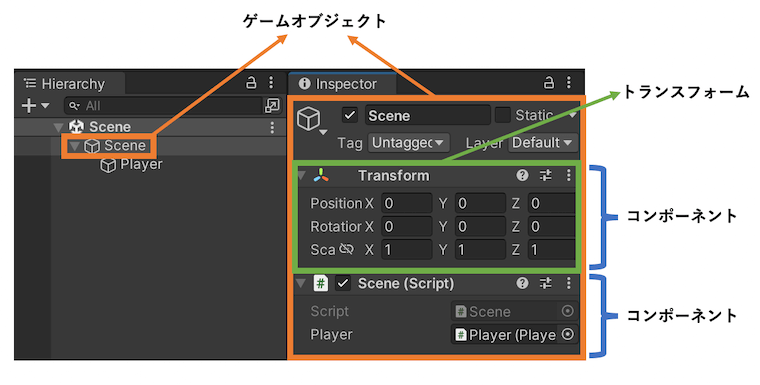 ゲームオブジェクト
Hierarchy
All
Scene
Scene
Player
Inspector
Scene Static
Tag Untagged Layer Default
Transform
Position X 0 Y 0 Z 0
Rotatior X 0 Y 0 Z 0
Sca X 1 Y 1 Z 1
Scene (Script)
Script # Scene
Player # Player (Playe
トランスフォーム
コンポーネント
コンポーネント